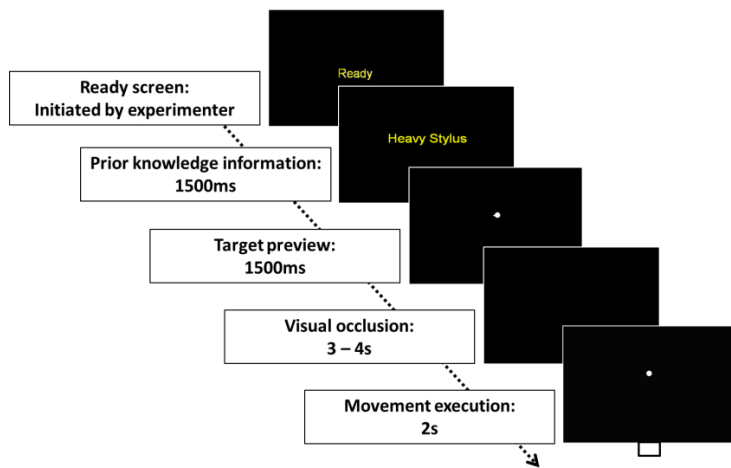 Ready
Ready screen:
Initiated by experimenter
Heavy Stylus
Prior knowledge information:
1500ms
Target preview:
1500ms
Visual occlusion:
3 – 4s
Movement execution:
2s